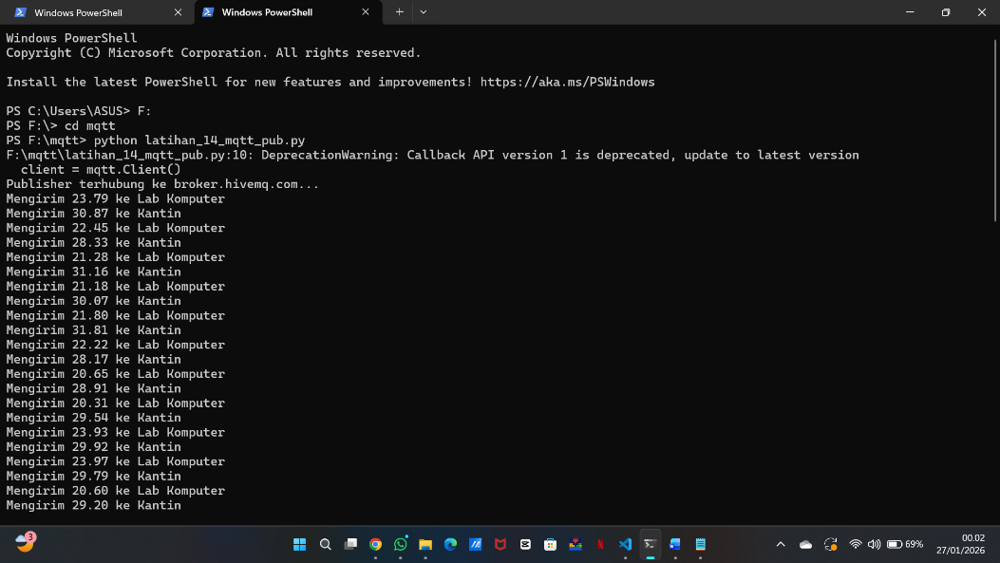 Windows PowerShell
Windows PowerShell
Windows PowerShell
Copyright (C) Microsoft Corporation. All rights reserved.
Install the latest PowerShell for new features and improvements! https://aka.ms/PSWindows
PS C:\Users\ASUS> F:
PS F:\> cd mqtt
PS F:\mqtt> python latihan_14_mqtt_pub.py
F:\mqtt\latihan_14_mqtt_pub.py:10: DeprecationWarning: Callback API version 1 is deprecated, update to latest version
client = mqtt.Client()
Publisher terhubung ke broker.hivemq.com...
Mengirim 23.79 ke Lab Komputer
Mengirim 30.87 ke Kantin
Mengirim 22.45 ke Lab Komputer
Mengirim 28.33 ke Kantin
Mengirim 21.28 ke Lab Komputer
Mengirim 31.16 ke Kantin
Mengirim 21.18 ke Lab Komputer
Mengirim 30.07 ke Kantin
Mengirim 21.80 ke Lab Komputer
Mengirim 31.81 ke Kantin
Mengirim 22.22 ke Lab Komputer
Mengirim 28.17 ke Kantin
Mengirim 20.65 ke Lab Komputer
Mengirim 28.91 ke Kantin
Mengirim 20.31 ke Lab Komputer
Mengirim 29.54 ke Kantin
Mengirim 23.93 ke Lab Komputer
Mengirim 29.92 ke Kantin
Mengirim 23.97 ke Lab Komputer
Mengirim 29.79 ke Kantin
Mengirim 20.60 ke Lab Komputer
Mengirim 29.20 ke Kantin
3
69%
00.02
27/01/2026